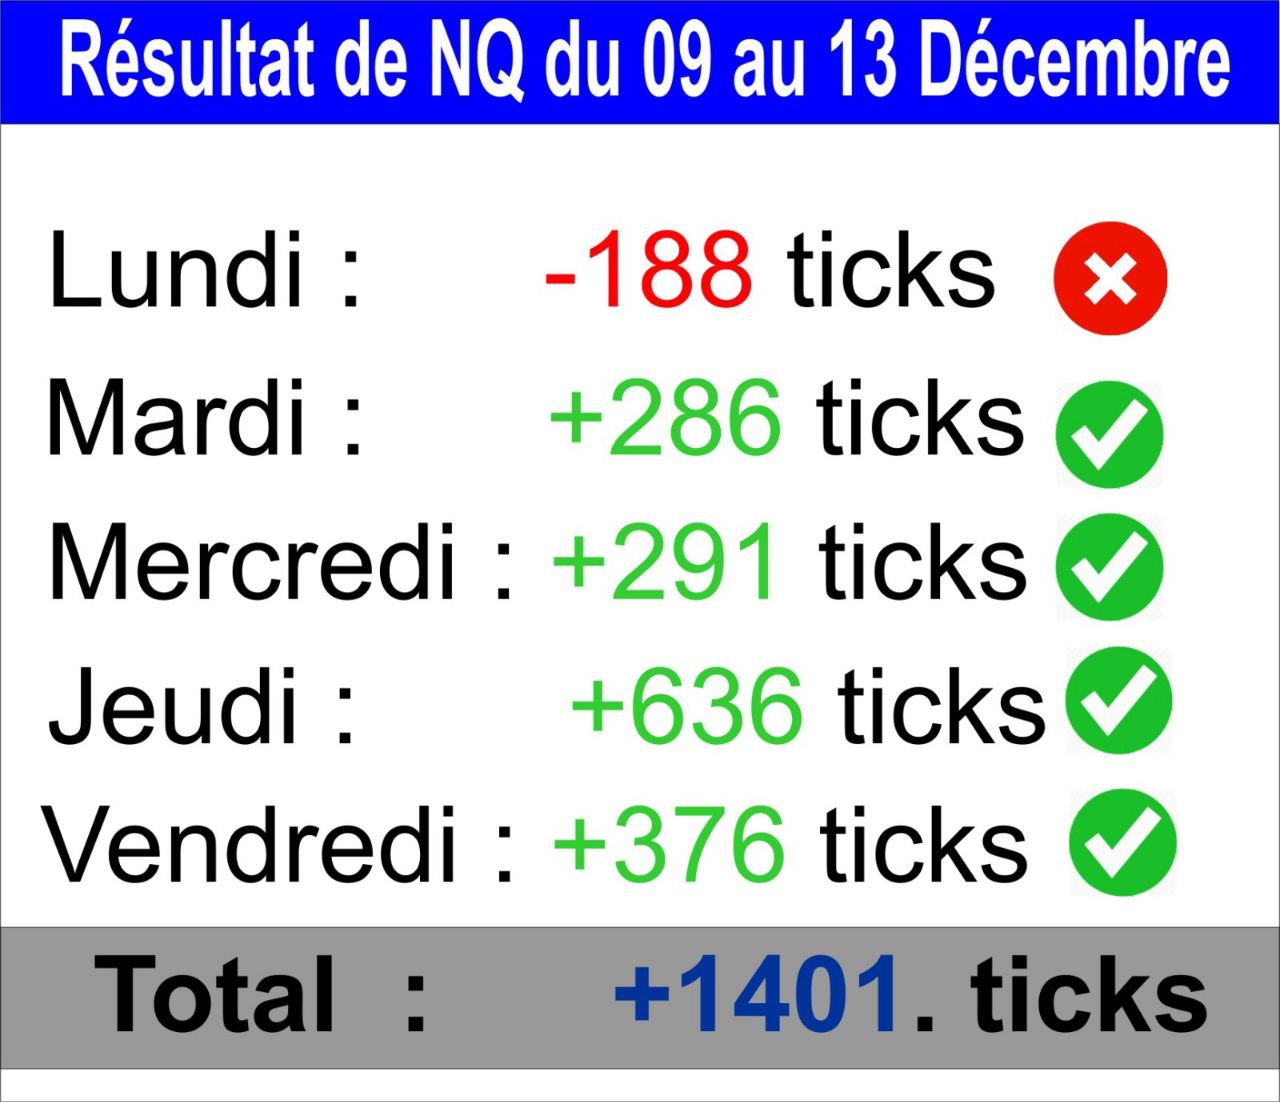 Résultat de NQ du 09 au 13 Décembre
Lundi : -188 ticks
Mardi : +286 ticks
Mercredi : +291 ticks
Jeudi : +636 ticks
Vendredi : +376 ticks
Total : +1401. ticks